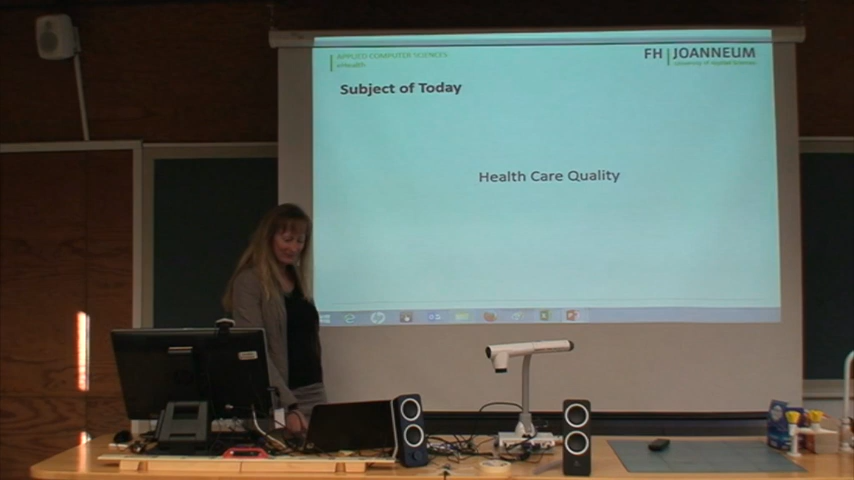 APPLIED COMPUTER SCIENCES
eHealth
FH | JOANNEUM
University of Applied Sciences
Subject of Today
Health Care Quality